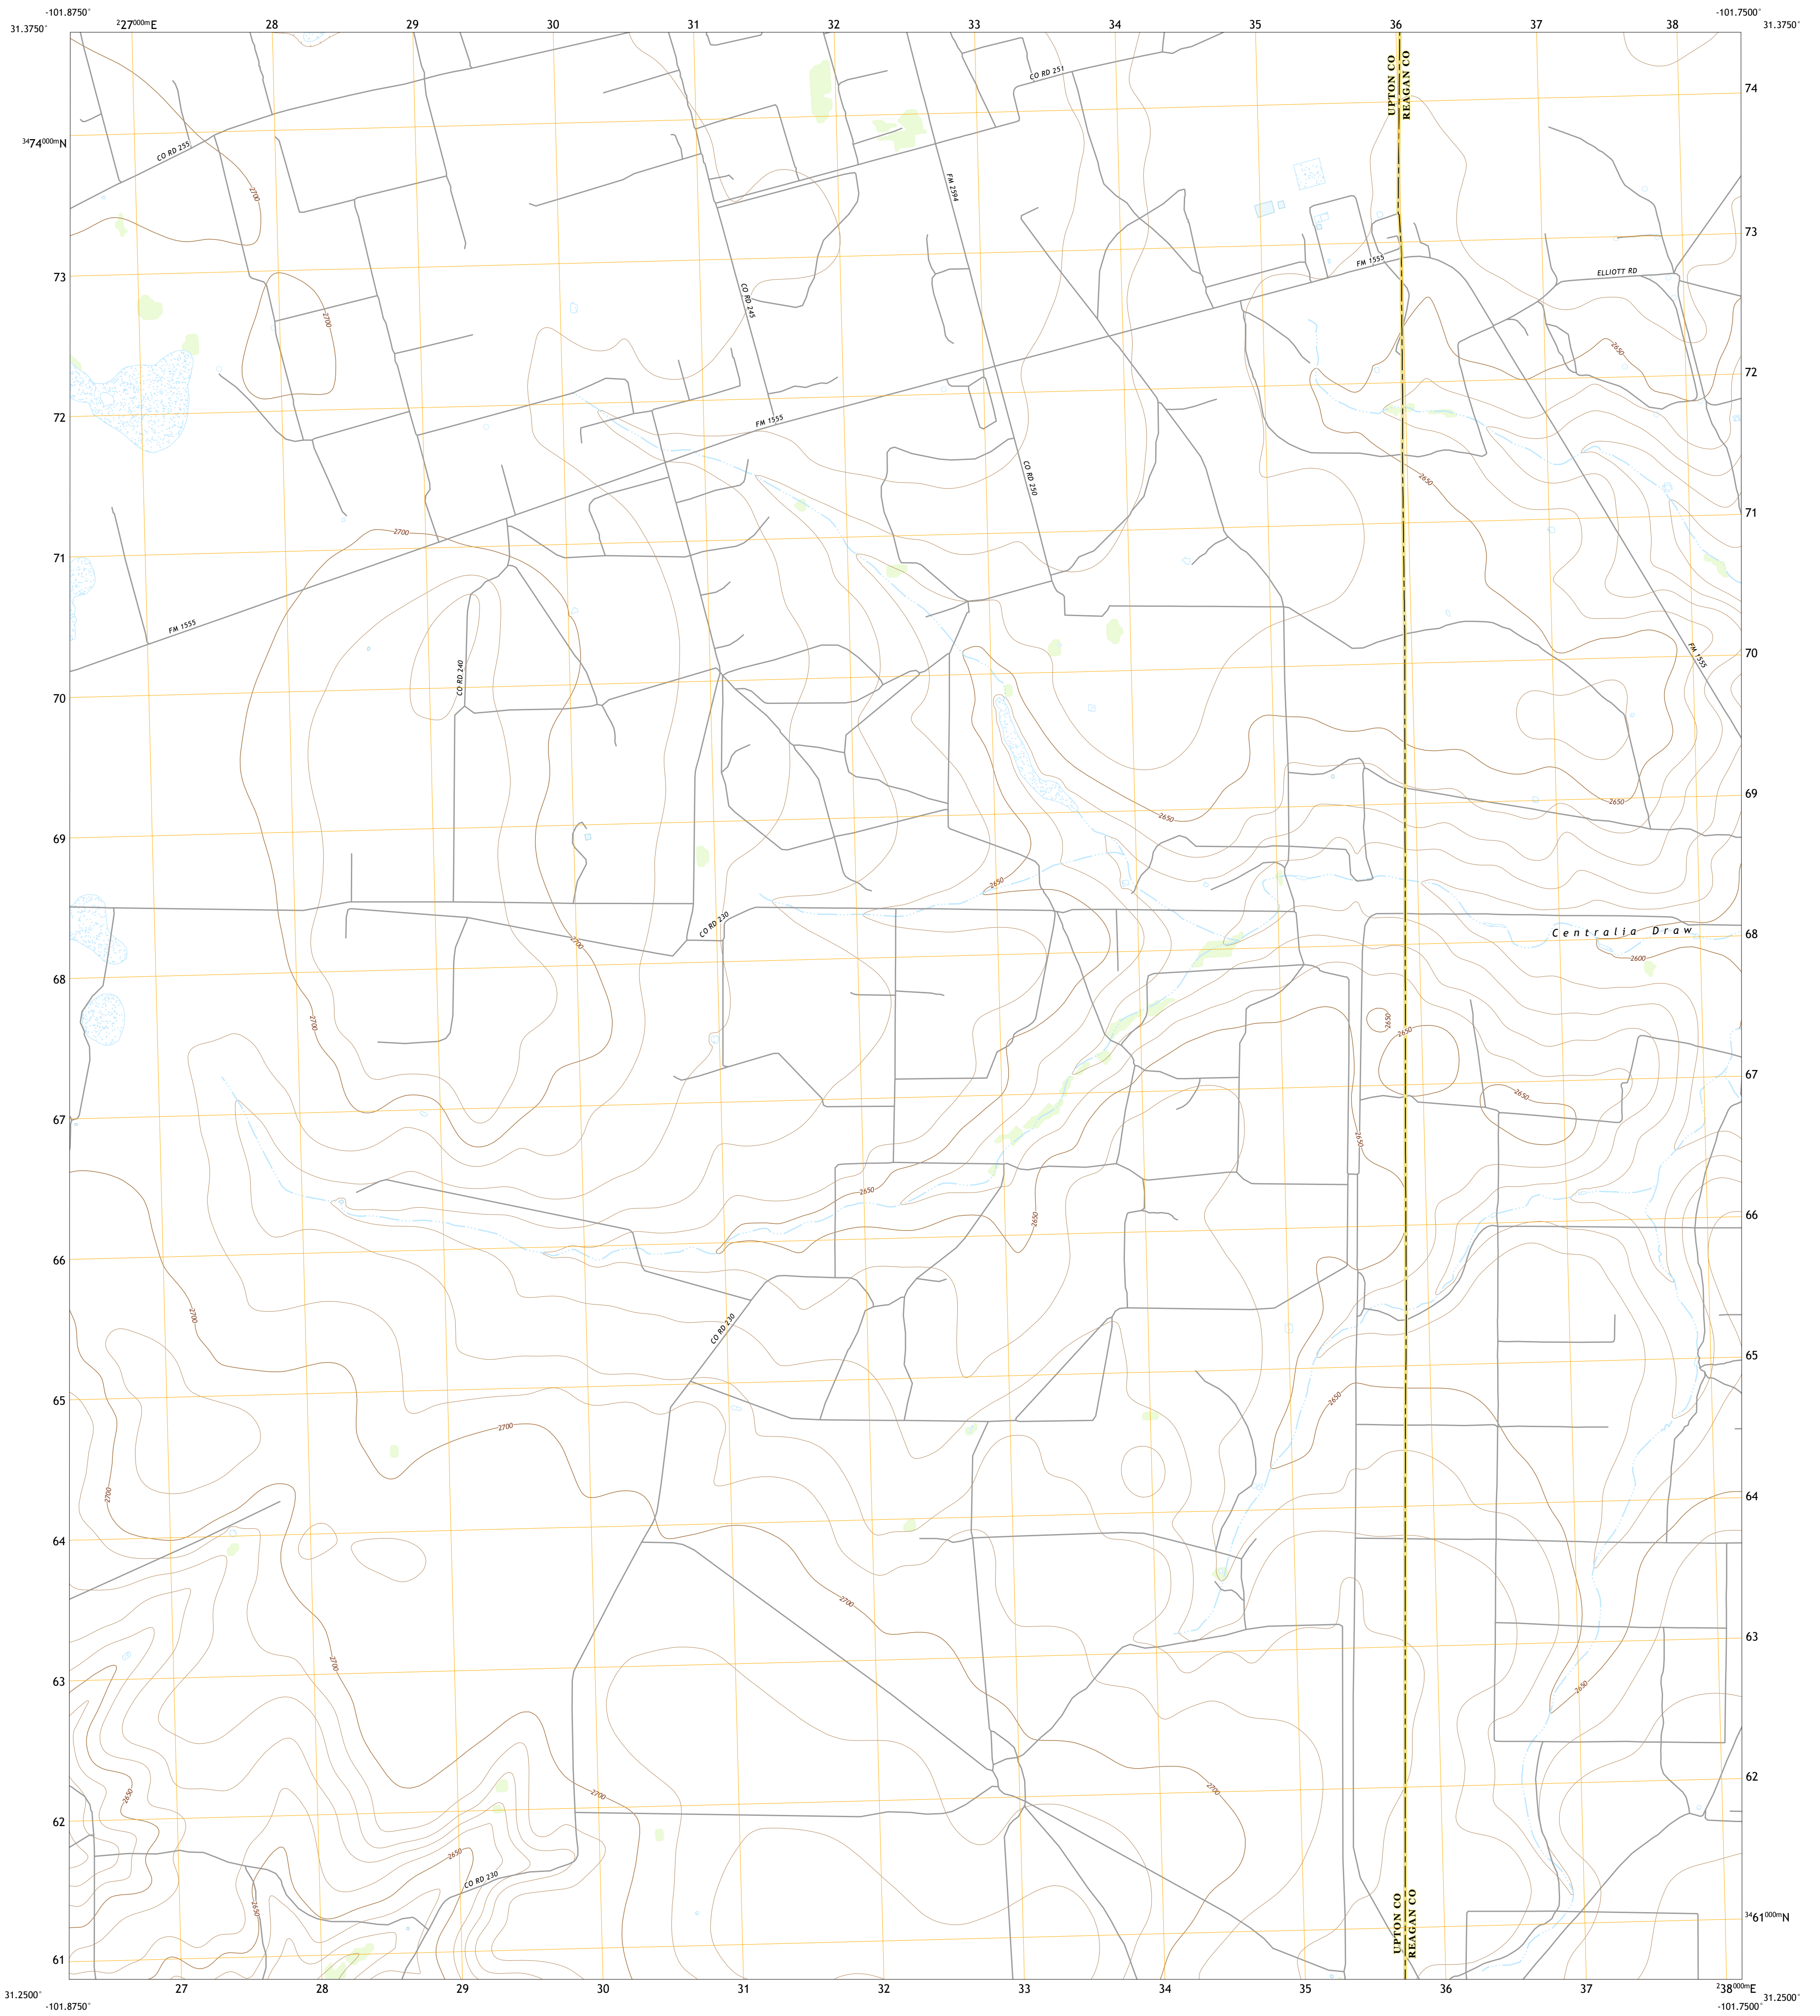 -101.8750°
-101.7500°
31.3750°
²27⁰⁰⁰ᵐE 28 29 30 31 32 33 34 35 36 37 38
31.3750°
UPTON CO
REAGAN CO
CO RD 251
74
³⁴74⁰⁰⁰ᵐN
CO RD 255
2700
FM 2594
73
73
FM 1555
ELLIOTT RD
CO RD 245
2700
2650
72
72
FM 1555
CO RD 250
2650
71
71
2700
FM 1555
70
70
CO RD 240
FM 1555
69
69
2650
2650
2650
CO RD 230
2700
Centralia Draw
68
68
2600
2700
2650
2650
67
67
2650
2650
66
66
2650
2650
2700
CO RD 230
65
65
2650
2700
2700
64
64
2700
63
63
2700
2650
62
62
2650
2700
2700
2650
CO RD 230
2650
UPTON CO
REAGAN CO
³⁴61⁰⁰⁰ᵐN
61
27 28 29 30 31 32 33 34 35 36 37 ²38⁰⁰⁰ᵐE
31.2500°
31.2500°
-101.8750°
-101.7500°